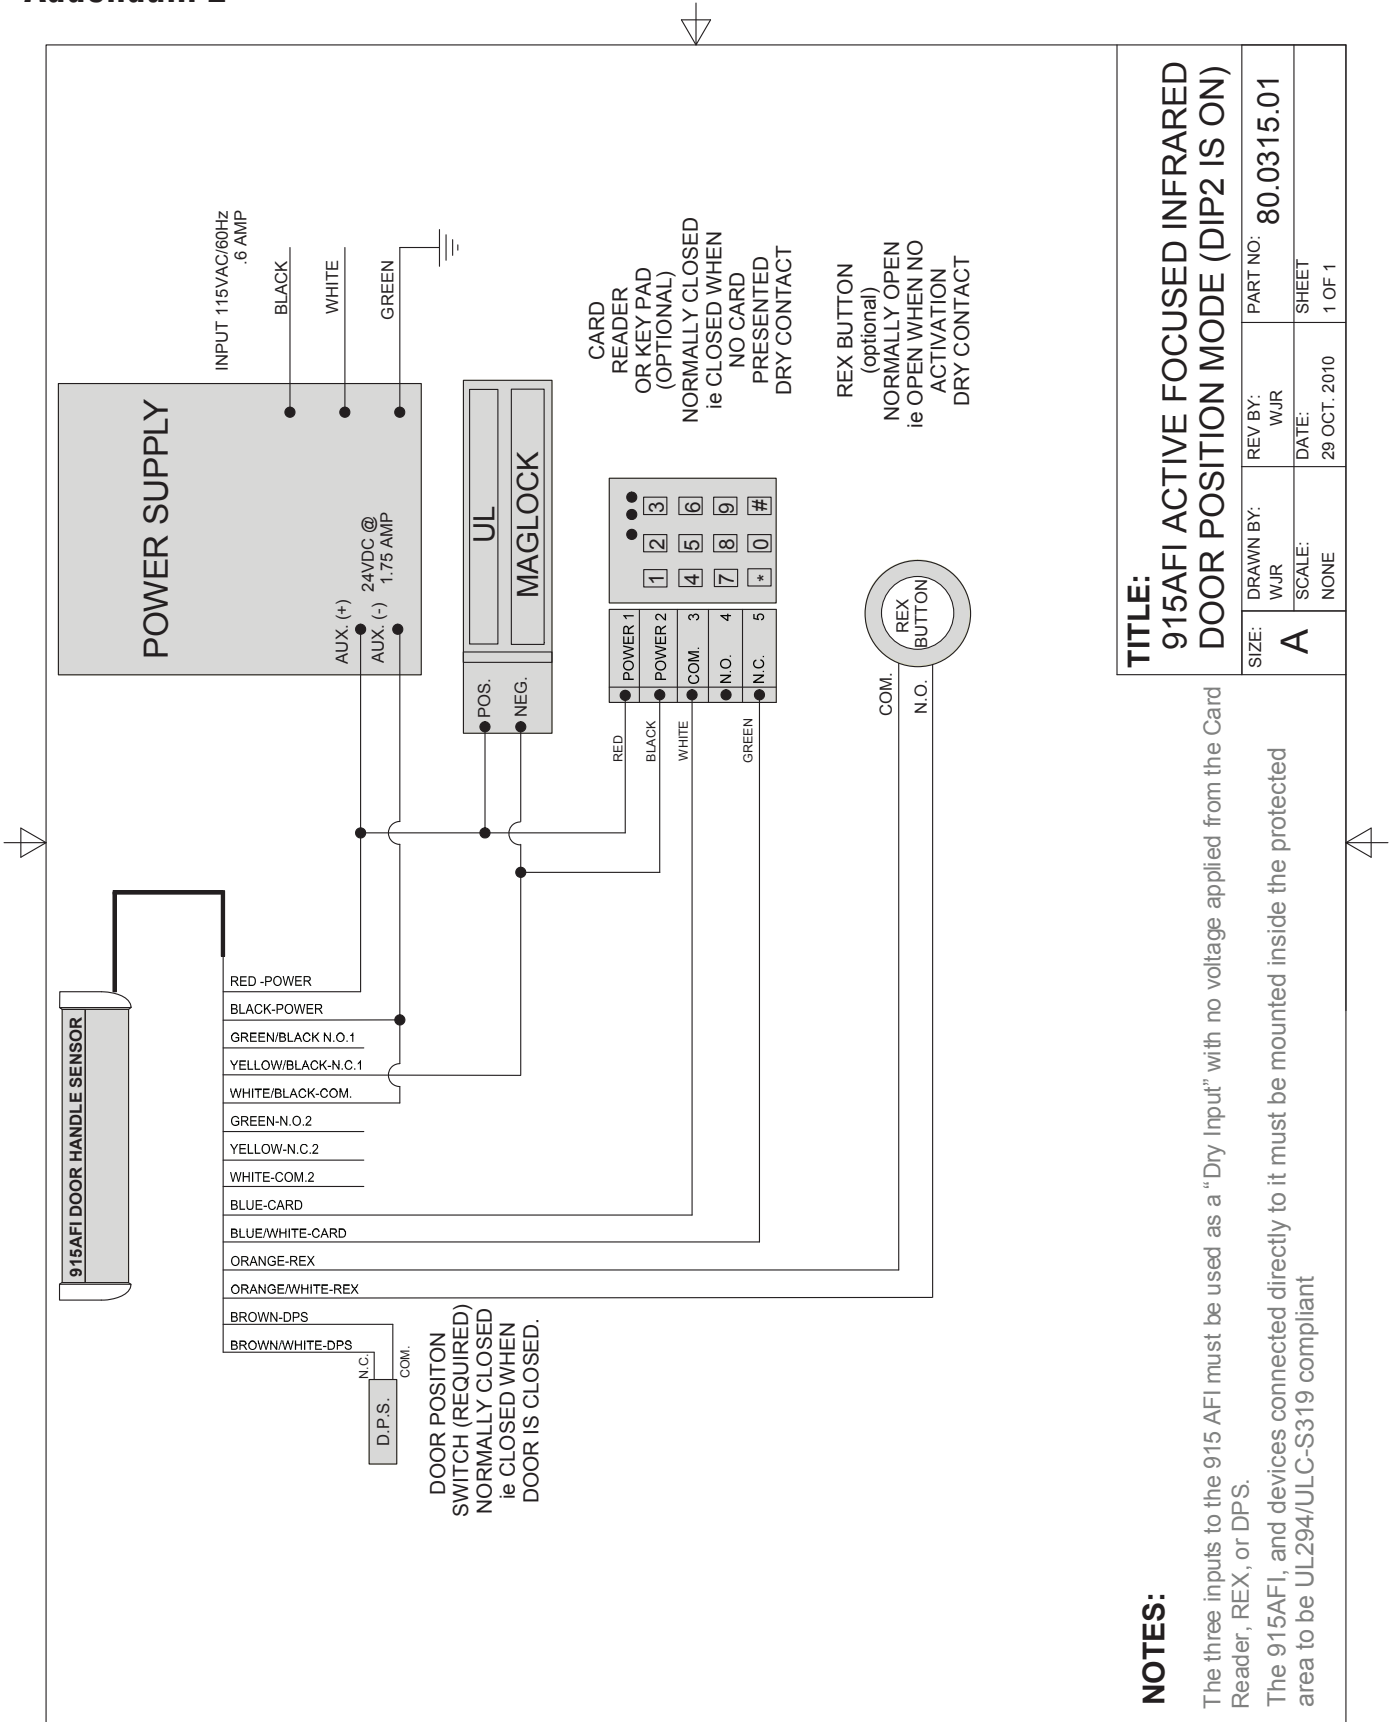 915AFI DOOR HANDLE SENSOR
RED -POWER
BLACK-POWER
GREEN/BLACK N.O.1
YELLOW/BLACK-N.C.1
WHITE/BLACK-COM.
GREEN-N.O.2
YELLOW-N.C.2
WHITE-COM.2
BLUE-CARD
BLUE/WHITE-CARD
ORANGE-REX
ORANGE/WHITE-REX
BROWN-DPS
BROWN/WHITE-DPS
N.C.
COM.
D.P.S.
DOOR POSITON
SWITCH (REQUIRED)
NORMALLY CLOSED
ie CLOSED WHEN
DOOR IS CLOSED.
POWER SUPPLY
INPUT 115VAC/60Hz
.6 AMP
BLACK
WHITE
GREEN
AUX. (+)
AUX. (-)
24VDC @
1.75 AMP
UL
MAGLOCK
POS.
NEG.
CARD
READER
OR KEY PAD
(OPTIONAL)
NORMALLY CLOSED
ie CLOSED WHEN
NO CARD
PRESENTED
DRY CONTACT
1 2 3
4 5 6
7 8 9
* 0 #
POWER 1
POWER 2
COM. 3
N.O. 4
N.C. 5
RED
BLACK
WHITE
GREEN
REX BUTTON
(optional)
NORMALLY OPEN
ie OPEN WHEN NO
ACTIVATION
DRY CONTACT
REX
BUTTON
COM.
N.O.
NOTES:
The three inputs to the 915 AFI must be used as a "Dry Input" with no voltage applied from the Card
Reader, REX, or DPS.
The 915AFI, and devices connected directly to it must be mounted inside the protected
area to be UL294/ULC-S319 compliant
TITLE:
915AFI ACTIVE FOCUSED INFRARED
DOOR POSITION MODE (DIP2 IS ON)
SIZE:
A
DRAWN BY:
WJR
REV BY:
WJR
PART NO:
80.0315.01
SCALE:
NONE
DATE:
29 OCT. 2010
SHEET
1 OF 1